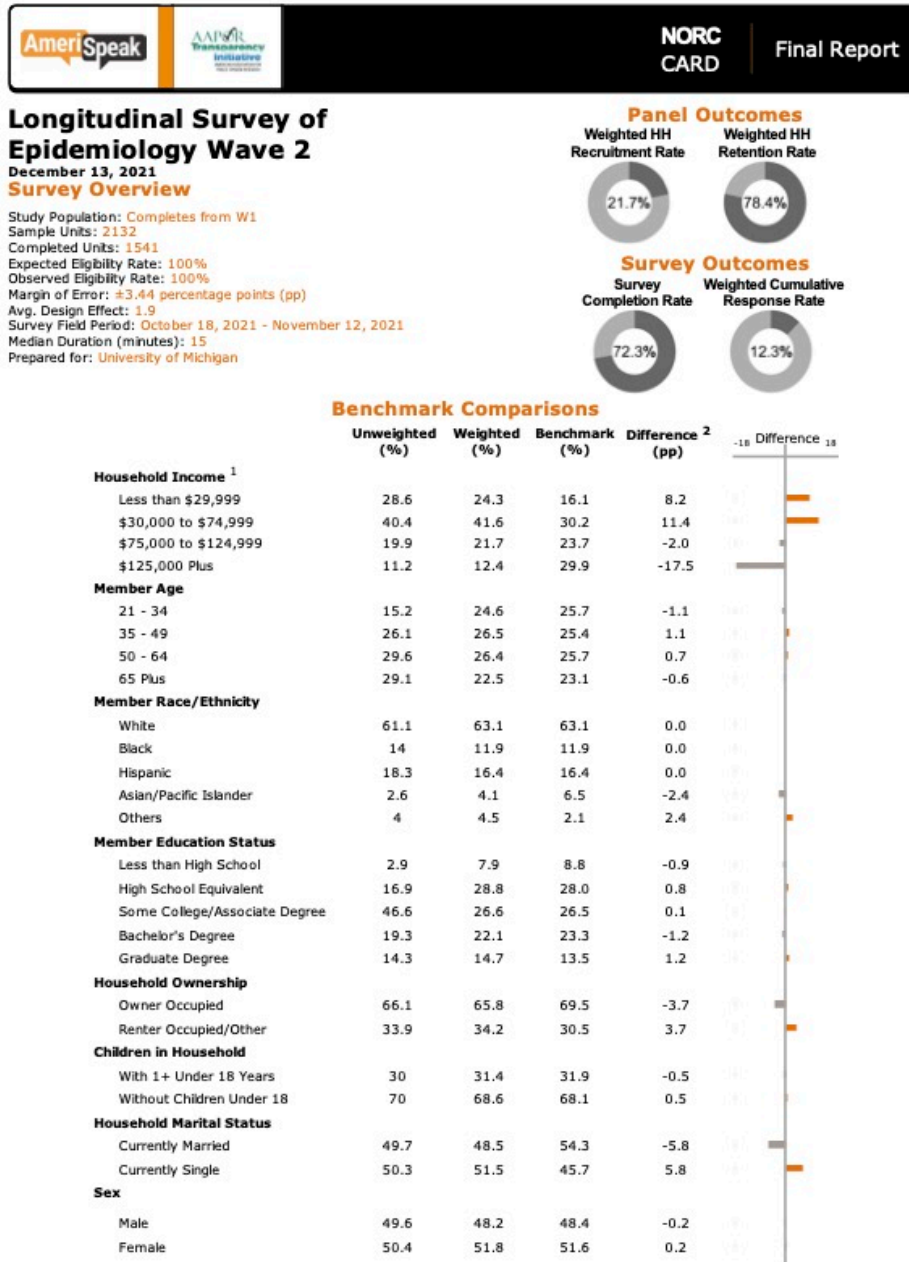 AmeriSpeak
AAPOR
Transparency
Initiative
NORC
CARD
Final Report
Longitudinal Survey of
Epidemiology Wave 2
December 13, 2021
Survey Overview
Study Population: Completes from W1
Sample Units: 2132
Completed Units: 1541
Expected Eligibility Rate: 100%
Observed Eligibility Rate: 100%
Margin of Error: ±3.44 percentage points (pp)
Avg. Design Effect: 1.9
Survey Field Period: October 18, 2021 - November 12, 2021
Median Duration (minutes): 15
Prepared for: University of Michigan
Panel Outcomes
Weighted HH Recruitment Rate
21.7%
Weighted HH Retention Rate
78.4%
Survey Outcomes
Survey Completion Rate
72.3%
Weighted Cumulative Response Rate
12.3%
Benchmark Comparisons
Unweighted (%) Weighted (%) Benchmark (%) Difference 2 (pp) -18 Difference 18
Household Income 1
Less than $29,999 28.6 24.3 16.1 8.2
$30,000 to $74,999 40.4 41.6 30.2 11.4
$75,000 to $124,999 19.9 21.7 23.7 -2.0
$125,000 Plus 11.2 12.4 29.9 -17.5
Member Age
21 - 34 15.2 24.6 25.7 -1.1
35 - 49 26.1 26.5 25.4 1.1
50 - 64 29.6 26.4 25.7 0.7
65 Plus 29.1 22.5 23.1 -0.6
Member Race/Ethnicity
White 61.1 63.1 63.1 0.0
Black 14 11.9 11.9 0.0
Hispanic 18.3 16.4 16.4 0.0
Asian/Pacific Islander 2.6 4.1 6.5 -2.4
Others 4 4.5 2.1 2.4
Member Education Status
Less than High School 2.9 7.9 8.8 -0.9
High School Equivalent 16.9 28.8 28.0 0.8
Some College/Associate Degree 46.6 26.6 26.5 0.1
Bachelor's Degree 19.3 22.1 23.3 -1.2
Graduate Degree 14.3 14.7 13.5 1.2
Household Ownership
Owner Occupied 66.1 65.8 69.5 -3.7
Renter Occupied/Other 33.9 34.2 30.5 3.7
Children in Household
With 1+ Under 18 Years 30 31.4 31.9 -0.5
Without Children Under 18 70 68.6 68.1 0.5
Household Marital Status
Currently Married 49.7 48.5 54.3 -5.8
Currently Single 50.3 51.5 45.7 5.8
Sex
Male 49.6 48.2 48.4 -0.2
Female 50.4 51.8 51.6 0.2